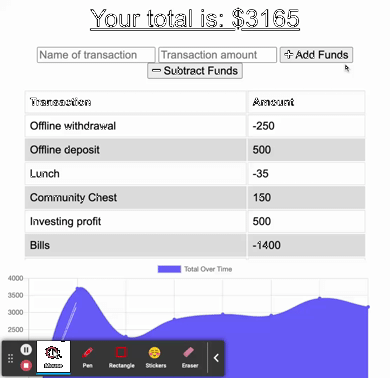 Your total is: $3165
Name of transaction Transaction amount + Add Funds
− Subtract Funds
Transaction Amount
Offline withdrawal -250
Offline deposit 500
Lunch -35
Community Chest 150
Investing profit 500
Bills -1400
Total Over Time
4000
3500
3000
2500
Mouse Pen Rectangle Stickers Eraser